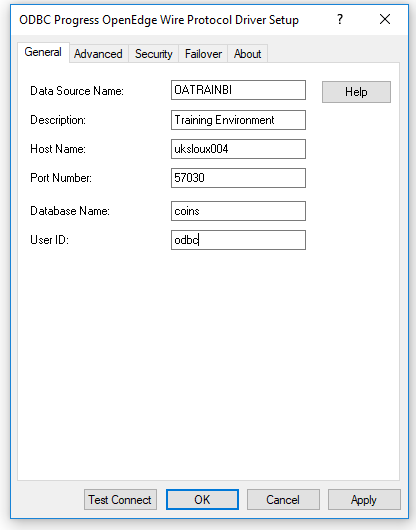 ODBC Progress OpenEdge Wire Protocol Driver Setup ?
General Advanced Security Failover About
Data Source Name: OATRAINBI Help
Description: Training Environment
Host Name: uksloux004
Port Number: 57030
Database Name: coins
User ID: odbc
Test Connect OK Cancel Apply